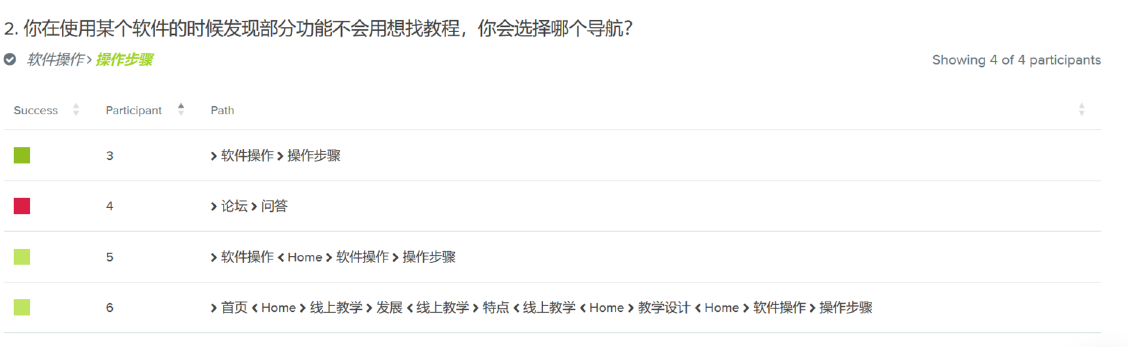 2. 你在使用某个软件的时候发现部分功能不会用想找教程，你会选择哪个导航？
软件操作 > 操作步骤 Showing 4 of 4 participants
Success Participant Path
3 > 软件操作 > 操作步骤
4 > 论坛 > 问答
5 > 软件操作 < Home > 软件操作 > 操作步骤
6 > 首页 < Home > 线上教学 > 发展 < 线上教学 > 特点 < 线上教学 < Home > 教学设计 < Home > 软件操作 > 操作步骤